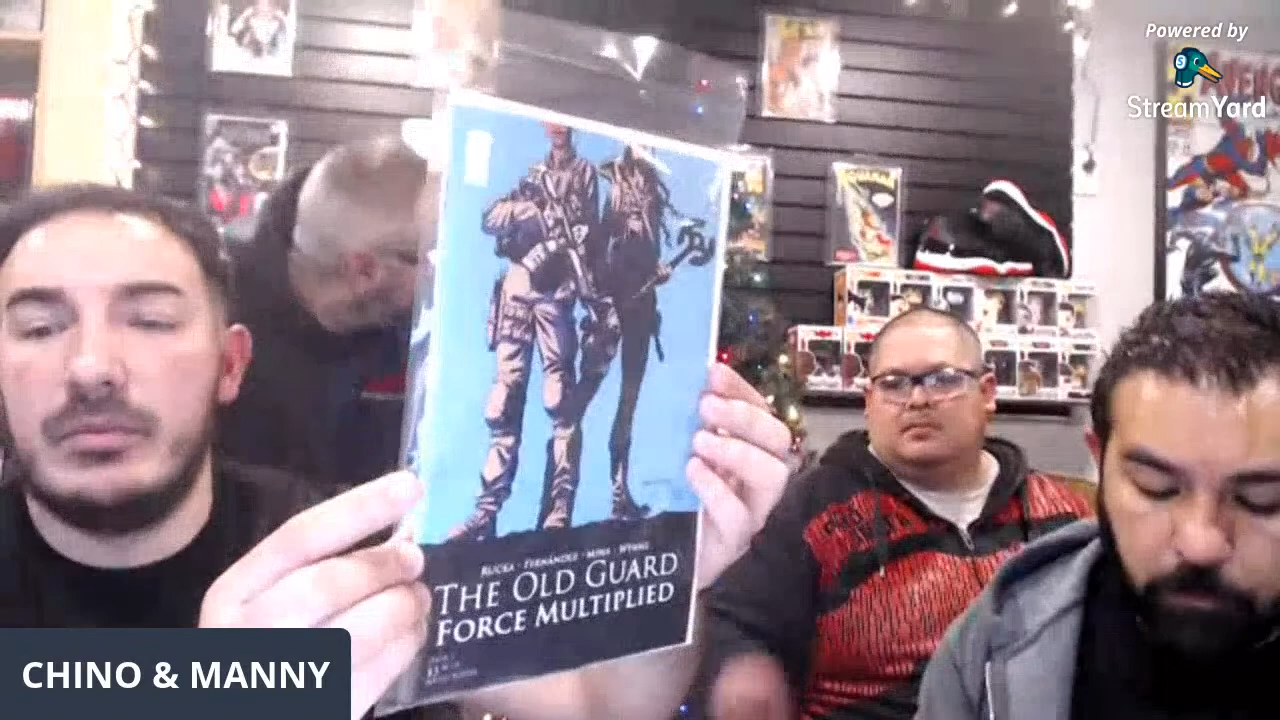 Powered by
StreamYard
RUCKA · FERNÁNDEZ · MIRA · WYNNE
THE OLD GUARD
FORCE MULTIPLIED
CHINO & MANNY